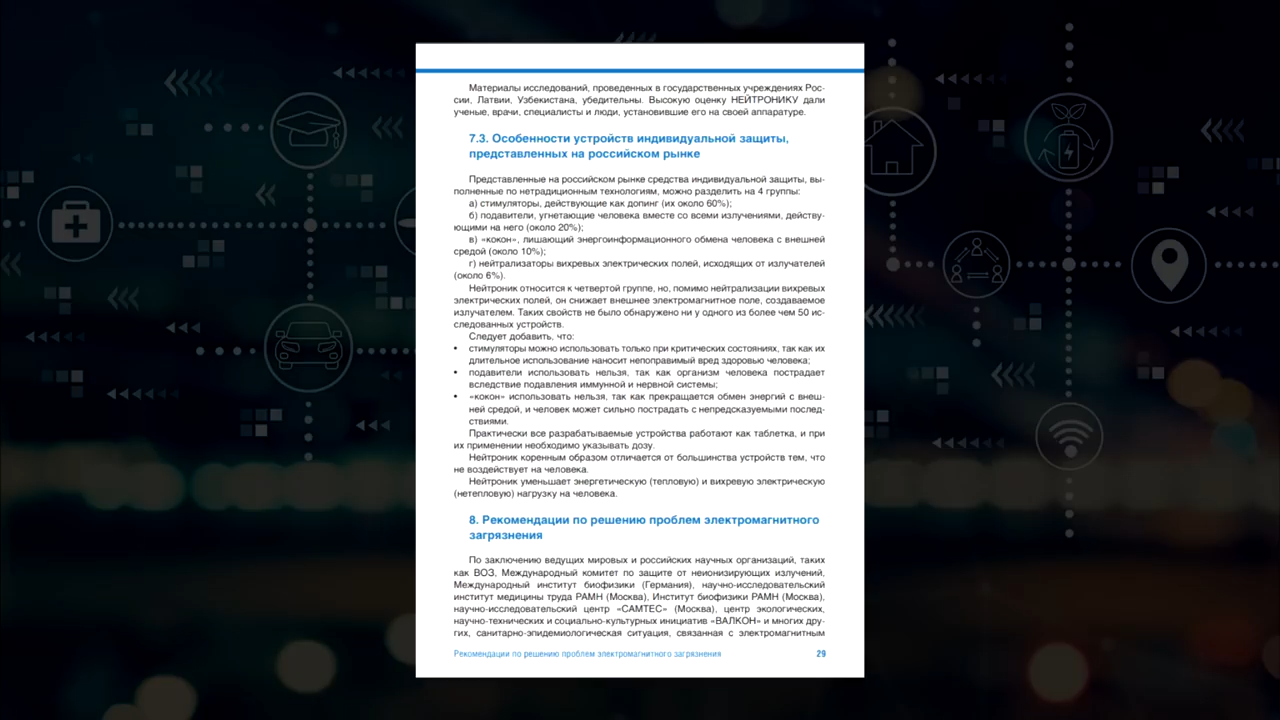 Материалы исследований, проведенных в государственных учреждениях Рос-
сии, Латвии, Узбекистана, убедительны. Высокую оценку НЕЙТРОНИКУ дали
ученые, врачи, специалисты и люди, установившие его на своей аппаратуре.
7.3. Особенности устройств индивидуальной защиты,
представленных на российском рынке
Представленные на российском рынке средства индивидуальной защиты, вы-
полненные по нетрадиционным технологиям, можно разделить на 4 группы:
а) стимуляторы, действующие как допинг (их около 60%);
б) подавители, угнетающие человека вместе со всеми излучениями, действу-
ющими на него (около 20%);
в) «кокон», лишающий энергоинформационного обмена человека с внешней
средой (около 10%);
г) нейтрализаторы вихревых электрических полей, исходящих от излучателей
(около 6%).
Нейтроник относится к четвертой группе, но, помимо нейтрализации вихревых
электрических полей, он снижает внешнее электромагнитное поле, создаваемое
излучателем. Таких свойств не было обнаружено ни у одного из более чем 50 ис-
следованных устройств.
Следует добавить, что:
• стимуляторы можно использовать только при критических состояниях, так как их
длительное использование наносит непоправимый вред здоровью человека;
• подавители использовать нельзя, так как организм человека пострадает
вследствие подавления иммунной и нервной системы;
• «кокон» использовать нельзя, так как прекращается обмен энергий с внеш-
ней средой, и человек может сильно пострадать с непредсказуемыми послед-
ствиями.
Практически все разрабатываемые устройства работают как таблетка, и при
их применении необходимо указывать дозу.
Нейтроник коренным образом отличается от большинства устройств тем, что
не воздействует на человека.
Нейтроник уменьшает энергетическую (тепловую) и вихревую электрическую
(нетепловую) нагрузку на человека.
8. Рекомендации по решению проблем электромагнитного
загрязнения
По заключению ведущих мировых и российских научных организаций, таких
как ВОЗ, Международный комитет по защите от неионизирующих излучений,
Международный институт биофизики (Германия), научно-исследовательский
институт медицины труда РАМН (Москва), Институт биофизики РАМН (Москва),
научно-исследовательский центр «САМТЕС» (Москва), центр экологических,
научно-технических и социально-культурных инициатив «ВАЛКОН» и многих дру-
гих, санитарно-эпидемиологическая ситуация, связанная с электромагнитным
Рекомендации по решению проблем электромагнитного загрязнения 29